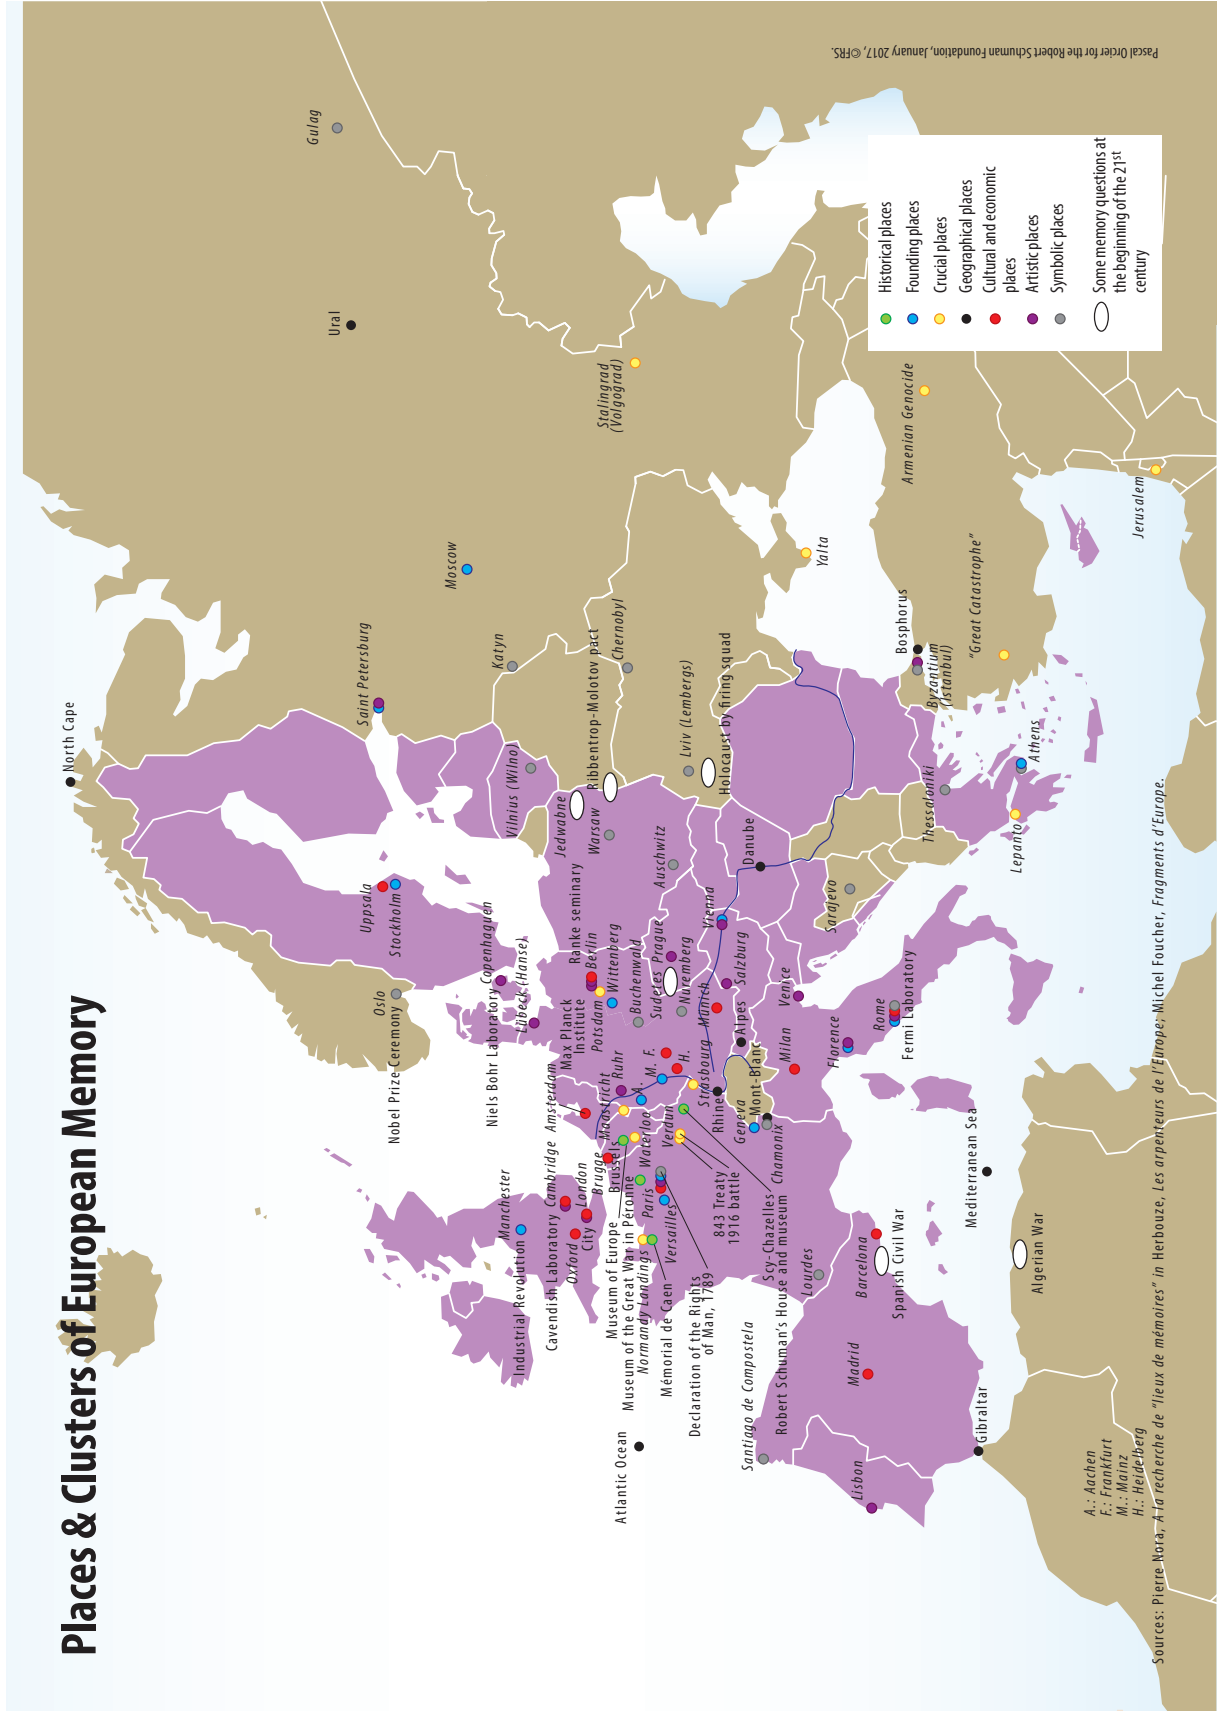 Places & Clusters of European Memory
North Cape
Gulag
Ural
Saint Petersburg
Moscow
Uppsala
Stockholm
Oslo
Nobel Prize Ceremony
Katyn
Vilnius (Wilno)
Copenhaguen
Niels Bohr Laboratory
Lübeck (Hanse)
Manchester
Industrial Revolution
Cambridge
Cavendish Laboratory
Oxford
London
City
Amsterdam
Brugge
Brussels
Maastricht
Ruhr
Max Planck
Institute
Potsdam
Ranke seminary
Berlin
Wittenberg
Buchenwald
Jedwabne
Warsaw
Ribbentrop-Molotov pact
Chernobyl
Stalingrad
(Volgograd)
Museum of Europe
Museum of the Great War in Péronne
Normandy Landings
Mémorial de Caen
Waterloo
Paris
Versailles
Verdun
A.
M.
F.
H.
Sudetes
Prague
Nuremberg
Auschwitz
Lviv (Lembergs)
Holocaust by firing squad
Declaration of the Rights
of Man, 1789
843 Treaty
1916 battle
Scy-Chazelles
Robert Schuman's House and museum
Strasbourg
Munich
Rhine
Geneva
Mont-Blanc
Chamonix
Alpes
Salzburg
Vienna
Danube
Atlantic Ocean
Santiago de Compostela
Lourdes
Milan
Venice
Florence
Rome
Fermi Laboratory
Sarajevo
Yalta
Lisbon
Madrid
Barcelona
Spanish Civil War
Gibraltar
Mediterranean Sea
Algerian War
Thessaloniki
Lepanto
Athens
Bosphorus
Byzantium
(Istanbul)
"Great Catastrophe"
Armenian Genocide
Jerusalem
Historical places
Founding places
Crucial places
Geographical places
Cultural and economic
places
Artistic places
Symbolic places
Some memory questions at
the beginning of the 21st
century
A.: Aachen
F.: Frankfurt
M.: Mainz
H.: Heidelberg
Sources: Pierre Nora, A la recherche de "lieux de mémoires" in Herbouze, Les arpenteurs de l'Europe; Michel Foucher, Fragments d'Europe.
Pascal Orcier for the Robert Schuman Foundation, January 2017, ©FRS.